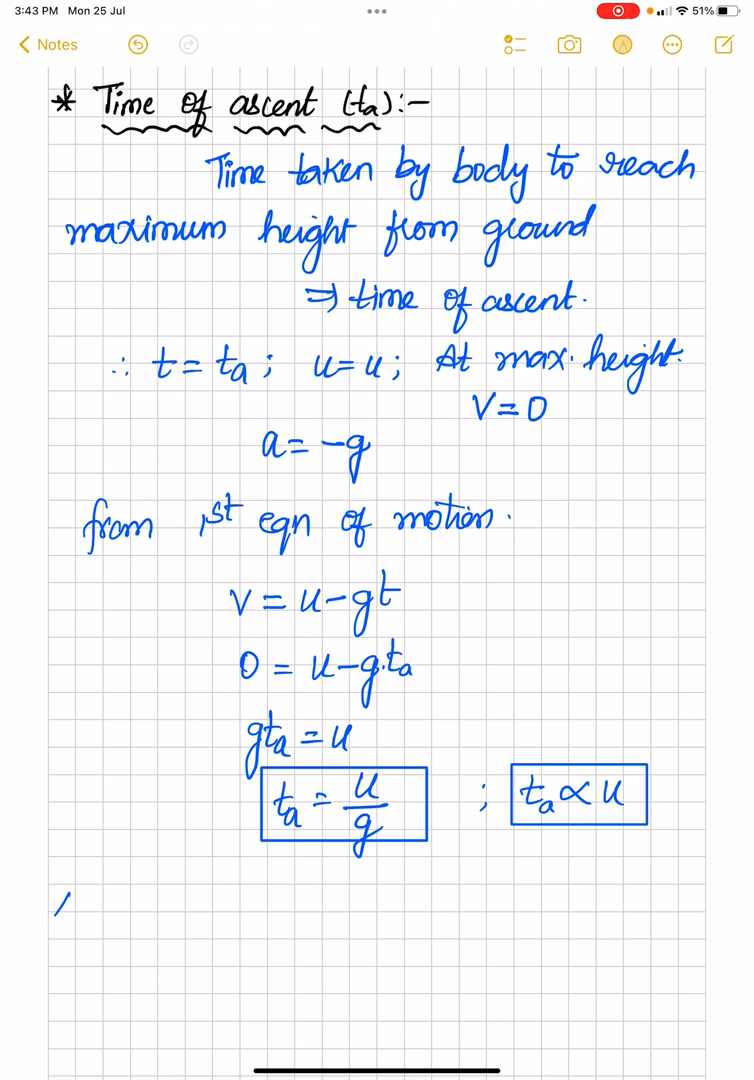 3:43 PM Mon 25 Jul
51%
Notes
* Time of ascent (ta):-
Time taken by body to reach
maximum height from ground
⇒ time of ascent.
∴ t = ta ; u = u ; At max. height.
V = 0
a = -g
from 1st eqn of motion.
V = u - gt
0 = u - g.ta
gta = u
ta = u/g ; ta ∝ u